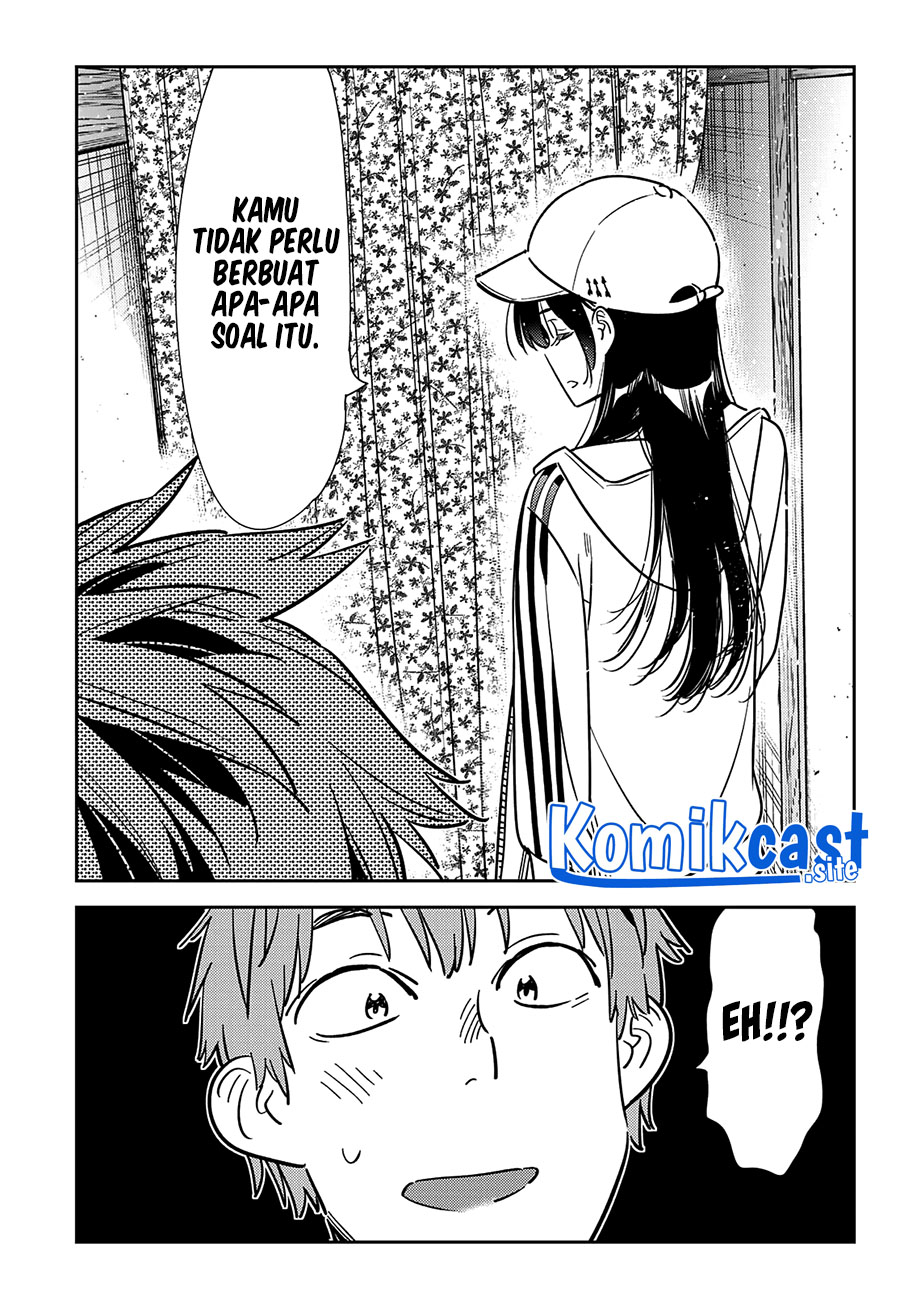 KAMU
TIDAK PERLU
BERBUAT
APA-APA
SOAL ITU.
Komikcast
.site
EH!!?